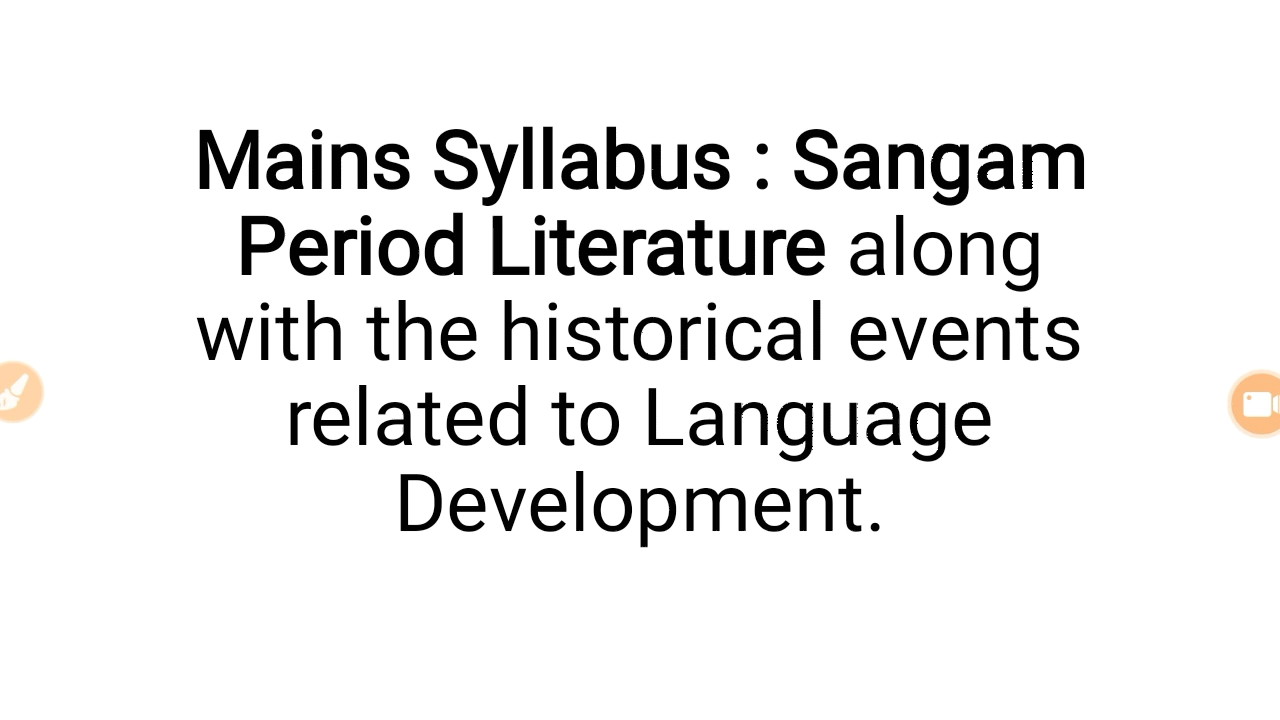 Mains Syllabus : Sangam
Period Literature along
with the historical events
related to Language
Development.